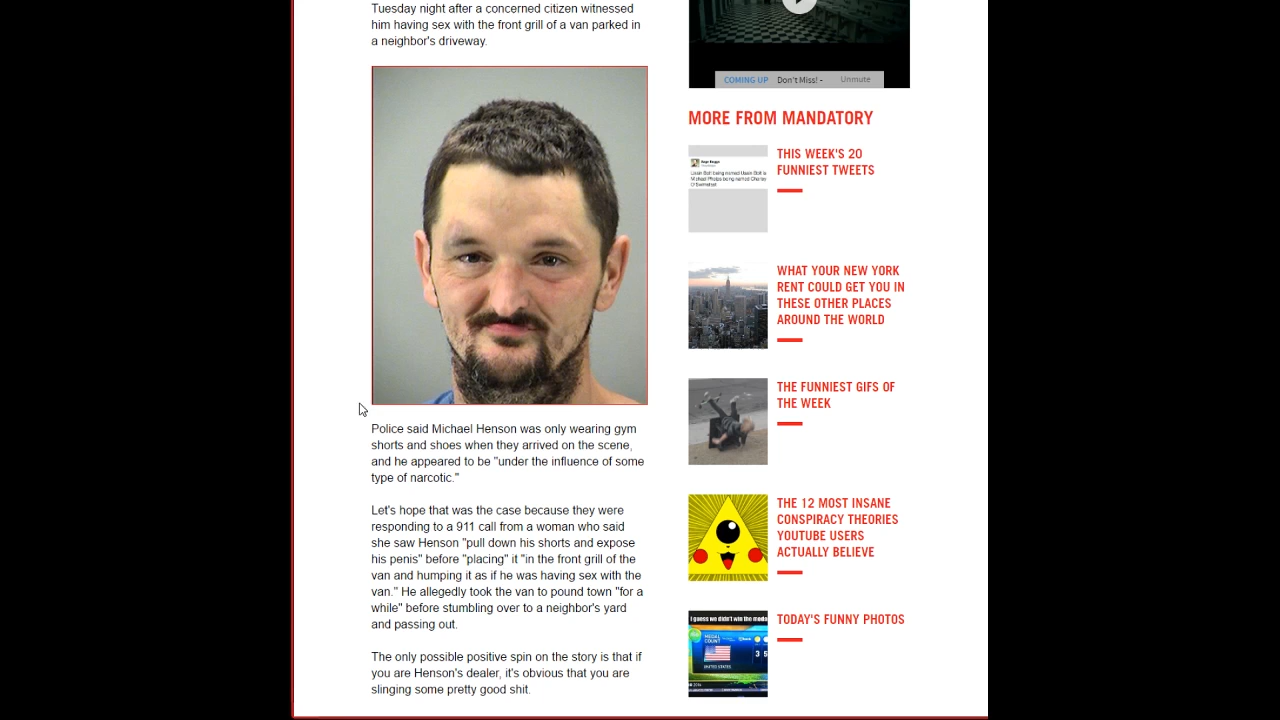 Tuesday night after a concerned citizen witnessed
him having sex with the front grill of a van parked in
a neighbor's driveway.
Police said Michael Henson was only wearing gym
shorts and shoes when they arrived on the scene,
and he appeared to be "under the influence of some
type of narcotic."
Let's hope that was the case because they were
responding to a 911 call from a woman who said
she saw Henson "pull down his shorts and expose
his penis" before "placing" it "in the front grill of the
van and humping it as if he was having sex with the
van." He allegedly took the van to pound town "for a
while" before stumbling over to a neighbor's yard
and passing out.
The only possible positive spin on the story is that if
you are Henson's dealer, it's obvious that you are
slinging some pretty good shit.
COMING UP Don't Miss! - Unmute
MORE FROM MANDATORY
THIS WEEK'S 20
FUNNIEST TWEETS
WHAT YOUR NEW YORK
RENT COULD GET YOU IN
THESE OTHER PLACES
AROUND THE WORLD
THE FUNNIEST GIFS OF
THE WEEK
THE 12 MOST INSANE
CONSPIRACY THEORIES
YOUTUBE USERS
ACTUALLY BELIEVE
I guess we didn't win the
MEDAL
COUNT
UNITED STATES
TODAY'S FUNNY PHOTOS